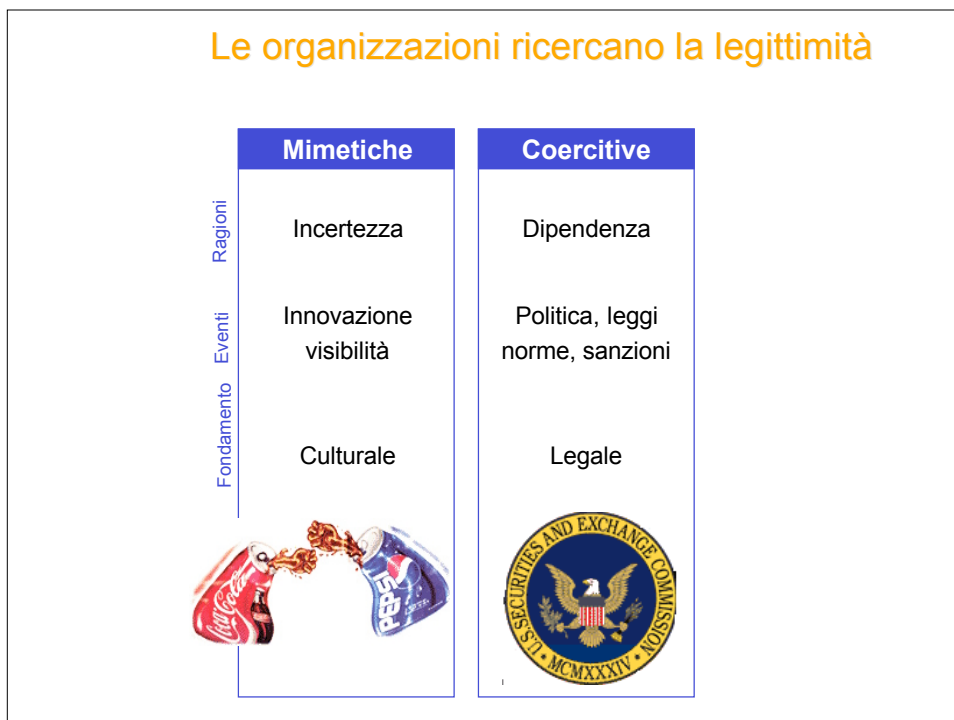 Le organizzazioni ricercano la legittimità
Mimetiche
Coercitive
Ragioni
Incertezza
Dipendenza
Eventi
Innovazione
visibilità
Politica, leggi
norme, sanzioni
Fondamento
Culturale
Legale
Coca-Cola
PEPSI
U.S. SECURITIES AND EXCHANGE COMMISSION
MCMXXXIV